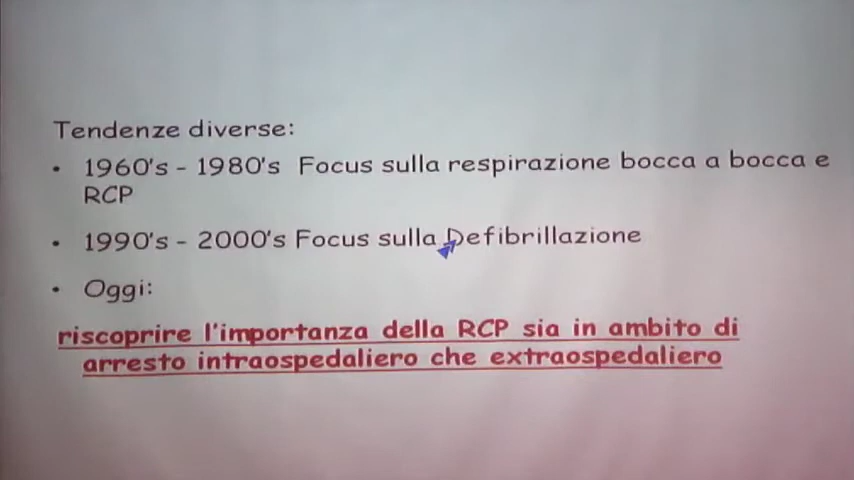 Tendenze diverse:
• 1960's - 1980's Focus sulla respirazione bocca a bocca e
RCP
• 1990's - 2000's Focus sulla Defibrillazione
• Oggi:
riscoprire l'importanza della RCP sia in ambito di
arresto intraospedaliero che extraospedaliero